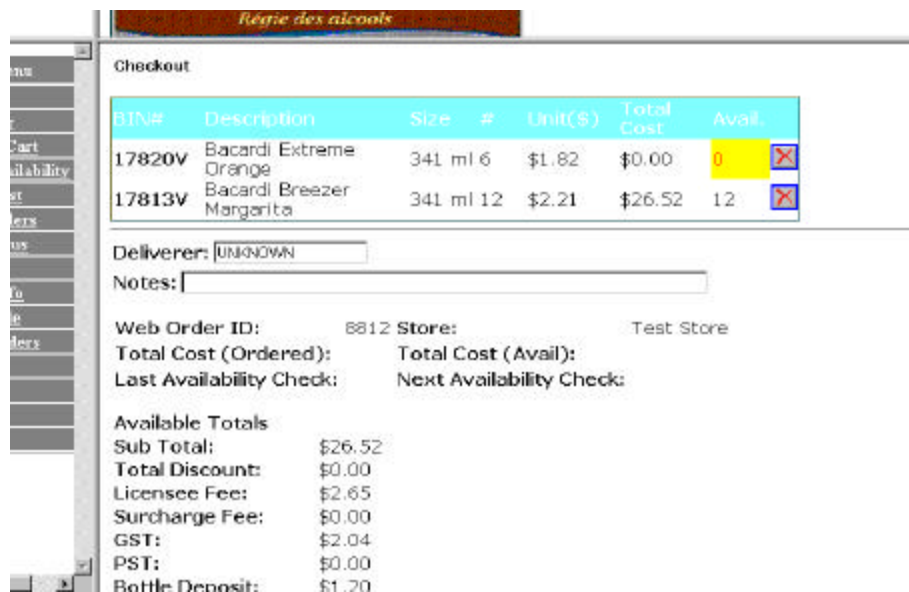 Régie des alcools
Checkout
BIN# Description Size # Unit($) Total Cost Avail.
17820V Bacardi Extreme Orange 341 ml 6 $1.82 $0.00 0
17813V Bacardi Breezer Margarita 341 ml 12 $2.21 $26.52 12
Deliverer: UNKNOWN
Notes:
Web Order ID: 8812 Store: Test Store
Total Cost (Ordered): Total Cost (Avail):
Last Availability Check: Next Availability Check:
Available Totals
Sub Total: $26.52
Total Discount: $0.00
Licensee Fee: $2.65
Surcharge Fee: $0.00
GST: $2.04
PST: $0.00
Bottle Deposit: $1.20